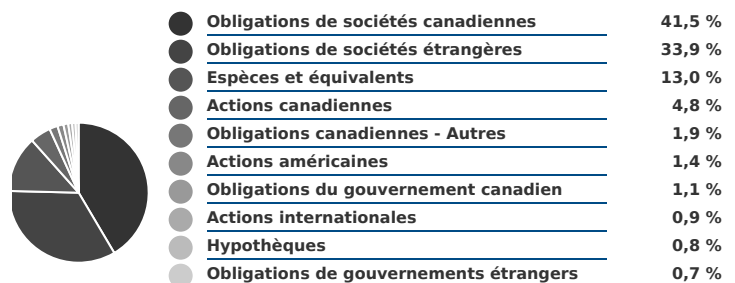 Obligations de sociétés canadiennes 41,5 %
Obligations de sociétés étrangères 33,9 %
Espèces et équivalents 13,0 %
Actions canadiennes 4,8 %
Obligations canadiennes - Autres 1,9 %
Actions américaines 1,4 %
Obligations du gouvernement canadien 1,1 %
Actions internationales 0,9 %
Hypothèques 0,8 %
Obligations de gouvernements étrangers 0,7 %